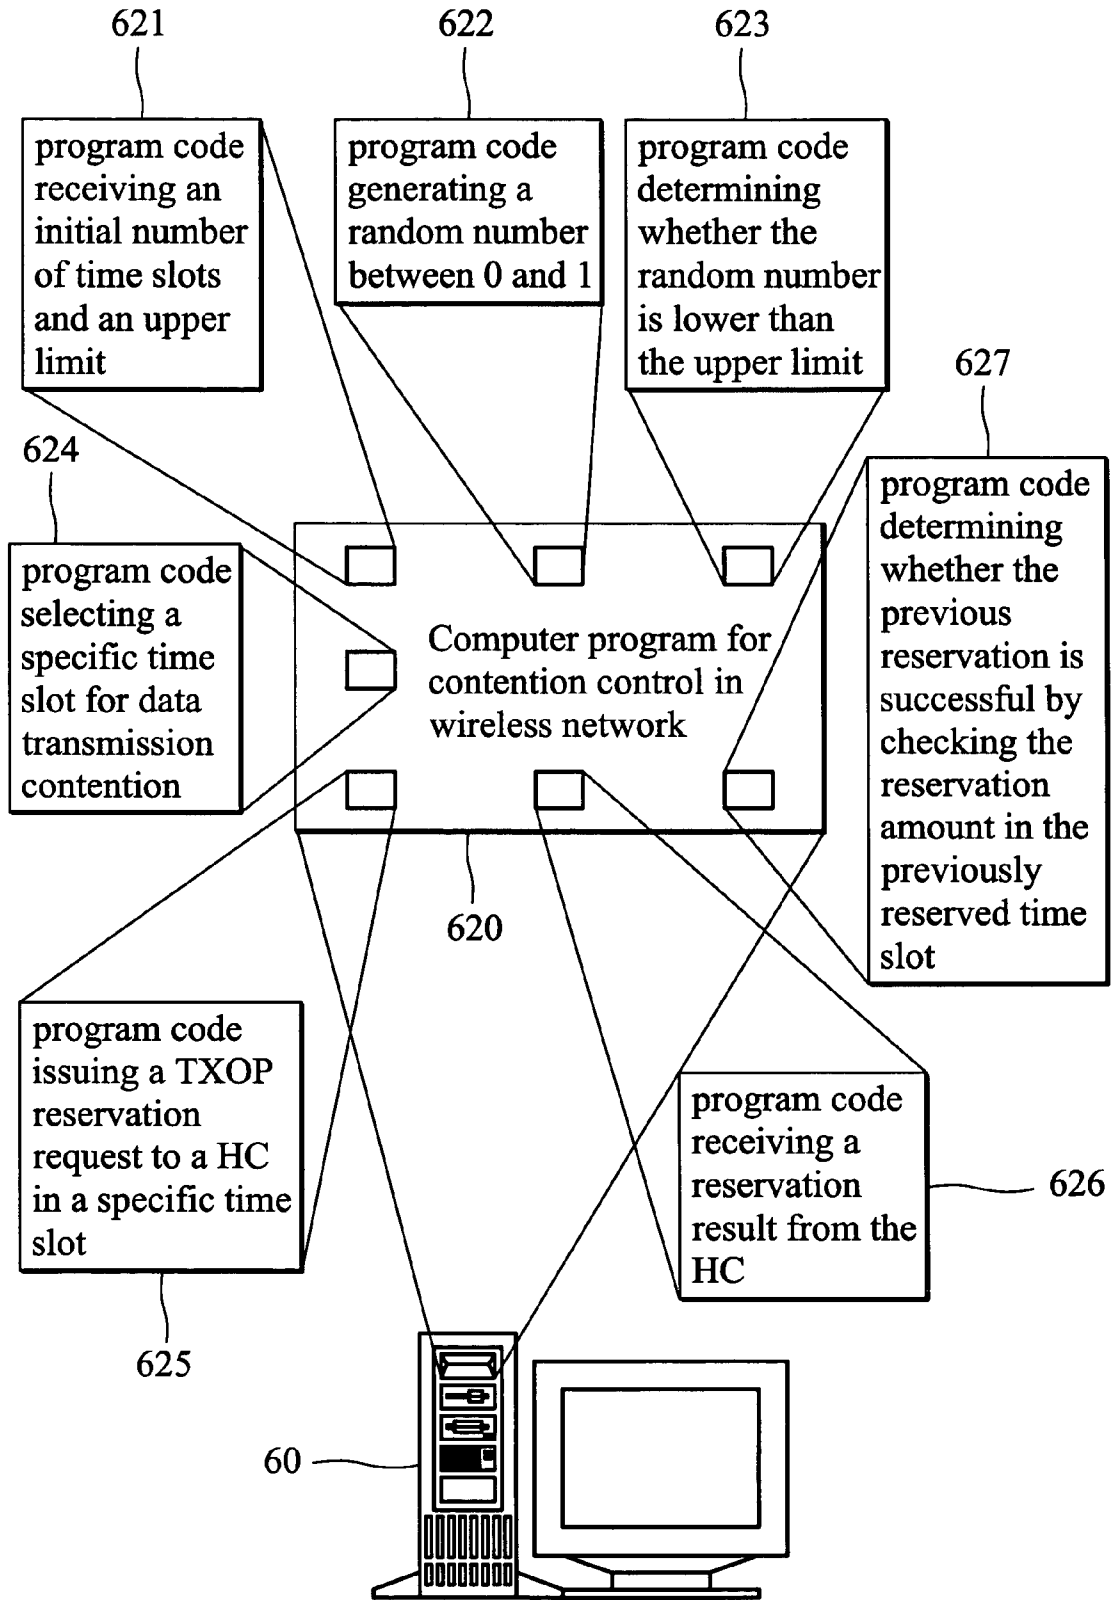 621
622
623
program code
receiving an
initial number
of time slots
and an upper
limit
program code
generating a
random number
between 0 and 1
program code
determining
whether the
random number
is lower than
the upper limit
627
624
program code
selecting a
specific time
slot for data
transmission
contention
Computer program for
contention control in
wireless network
program code
determining
whether the
previous
reservation is
successful by
checking the
reservation
amount in the
previously
reserved time
slot
620
program code
issuing a TXOP
reservation
request to a HC
in a specific time
slot
625
program code
receiving a
reservation
result from the
HC
626
60